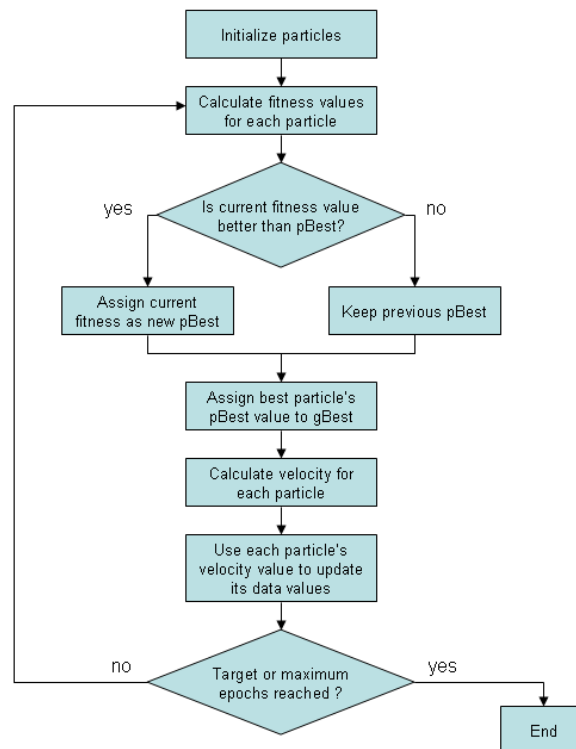 Initialize particles
Calculate fitness values
for each particle
yes
Is current fitness value
better than pBest?
no
Assign current
fitness as new pBest
Keep previous pBest
Assign best particle's
pBest value to gBest
Calculate velocity for
each particle
Use each particle's
velocity value to update
its data values
no
Target or maximum
epochs reached ?
yes
End